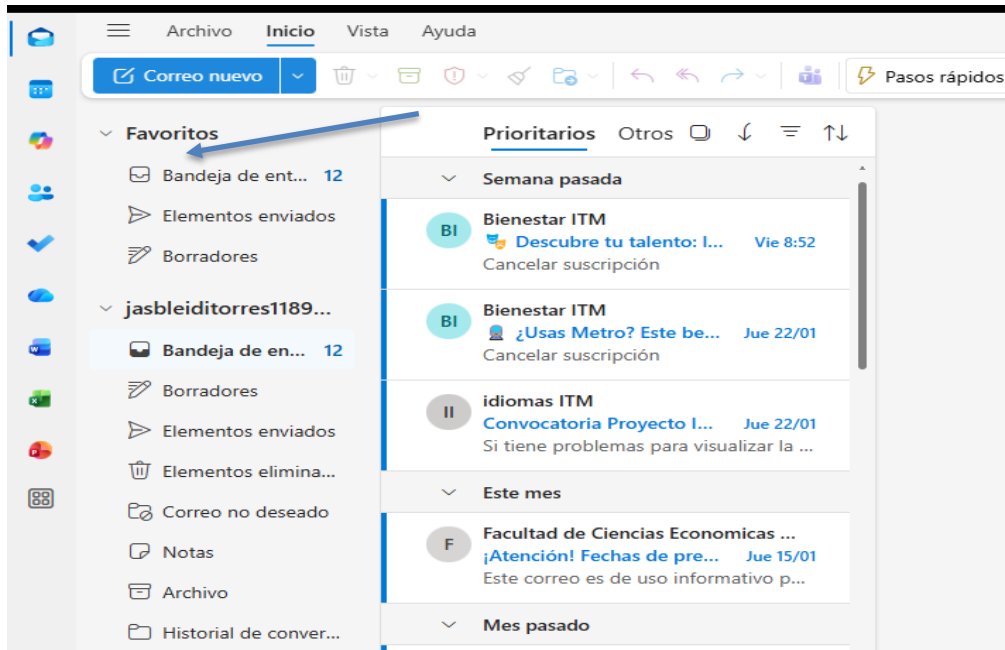 Archivo Inicio Vista Ayuda
Correo nuevo Pasos rápidos
Favoritos
Bandeja de ent... 12
Elementos enviados
Borradores
jasbleiditorres1189...
Bandeja de en... 12
Borradores
Elementos enviados
Elementos elimina...
Correo no deseado
Notas
Archivo
Historial de conver...
Prioritarios Otros
Semana pasada
BI
Bienestar ITM
Descubre tu talento: I... Vie 8:52
Cancelar suscripción
BI
Bienestar ITM
¿Usas Metro? Este be... Jue 22/01
Cancelar suscripción
II
idiomas ITM
Convocatoria Proyecto I... Jue 22/01
Si tiene problemas para visualizar la ...
Este mes
F
Facultad de Ciencias Economicas ...
¡Atención! Fechas de pre... Jue 15/01
Este correo es de uso informativo p...
Mes pasado